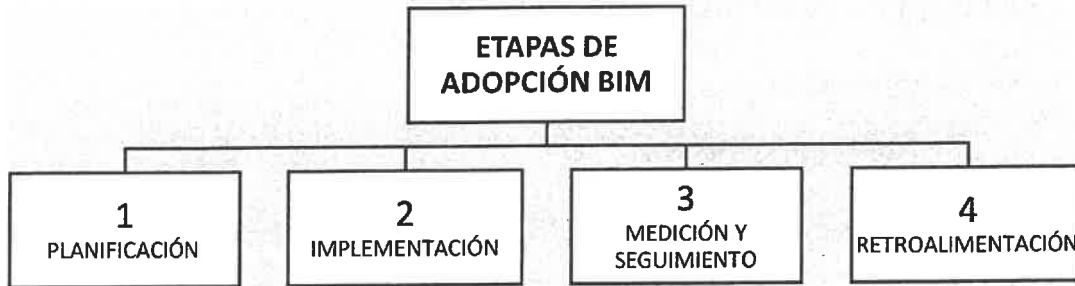 ETAPAS DE
ADOPCIÓN BIM
1
PLANIFICACIÓN
2
IMPLEMENTACIÓN
3
MEDICIÓN Y
SEGUIMIENTO
4
RETROALIMENTACIÓN